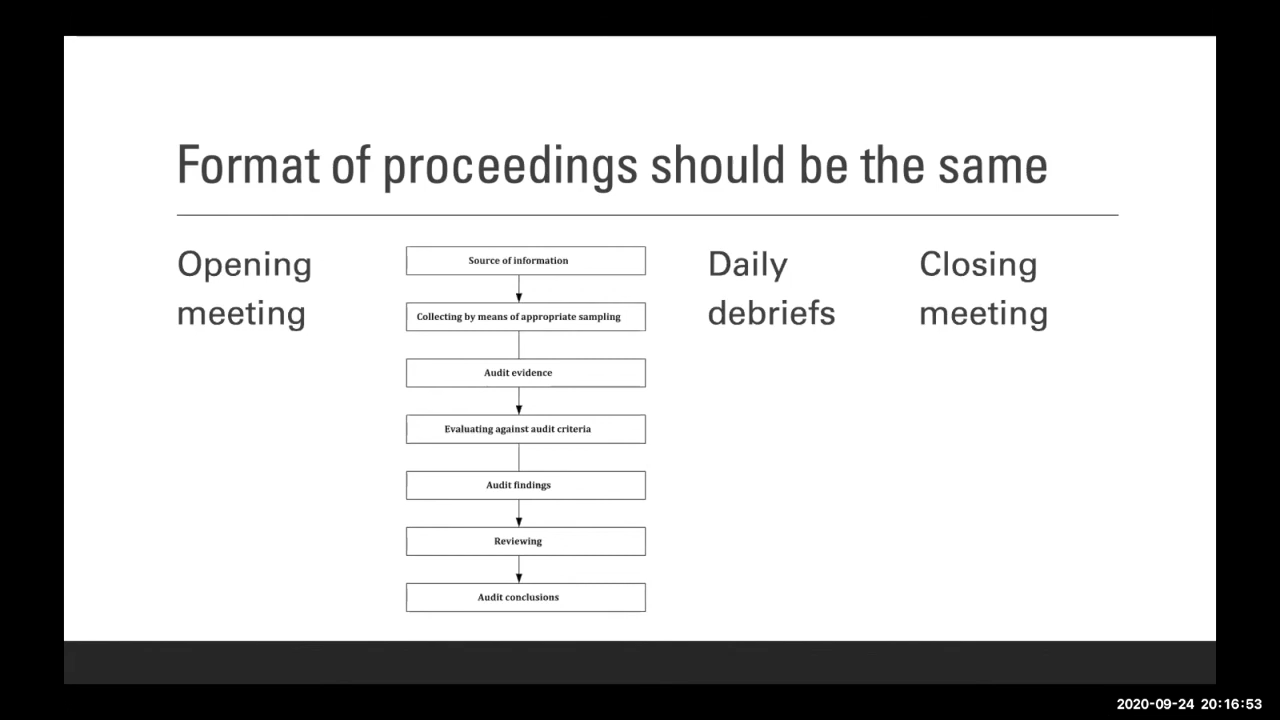 Format of proceedings should be the same
Opening
meeting
Source of information
Collecting by means of appropriate sampling
Audit evidence
Evaluating against audit criteria
Audit findings
Reviewing
Audit conclusions
Daily
debriefs
Closing
meeting
2020-09-24 20:16:53